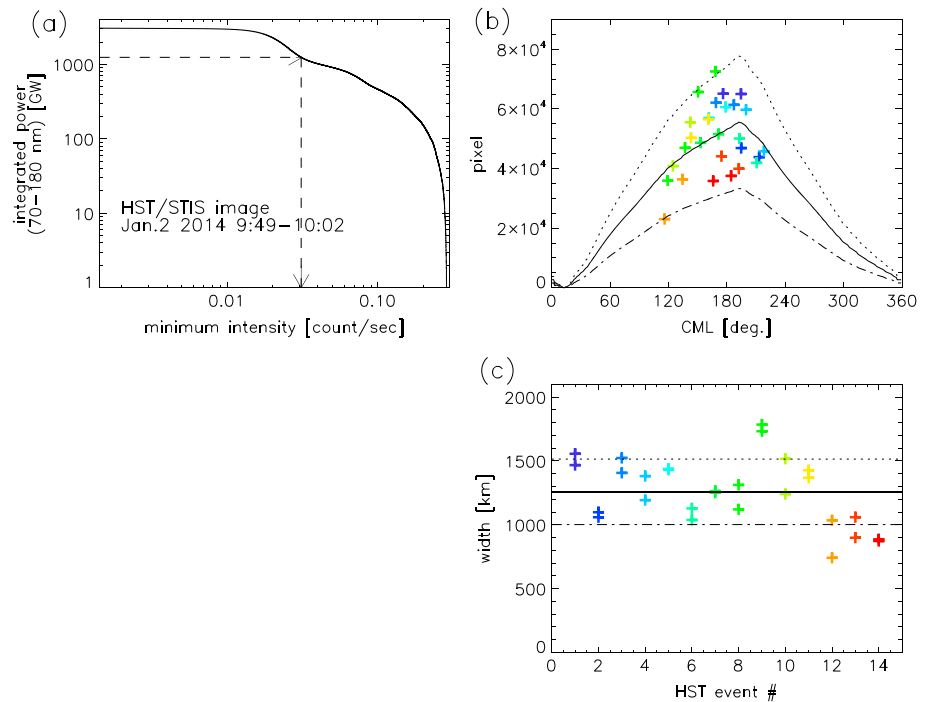 (a)
integrated power
(70−180 nm) [GW]
1000
100
10
1
HST/STIS image
Jan.2 2014 9:49−10:02
0.01
0.10
minimum intensity [count/sec]
(b)
pixel
8×10⁴
6×10⁴
4×10⁴
2×10⁴
0
0
60
120
180
240
300
360
CML [deg.]
(c)
width [km]
2000
1500
1000
500
0
0
2
4
6
8
10
12
14
HST event #